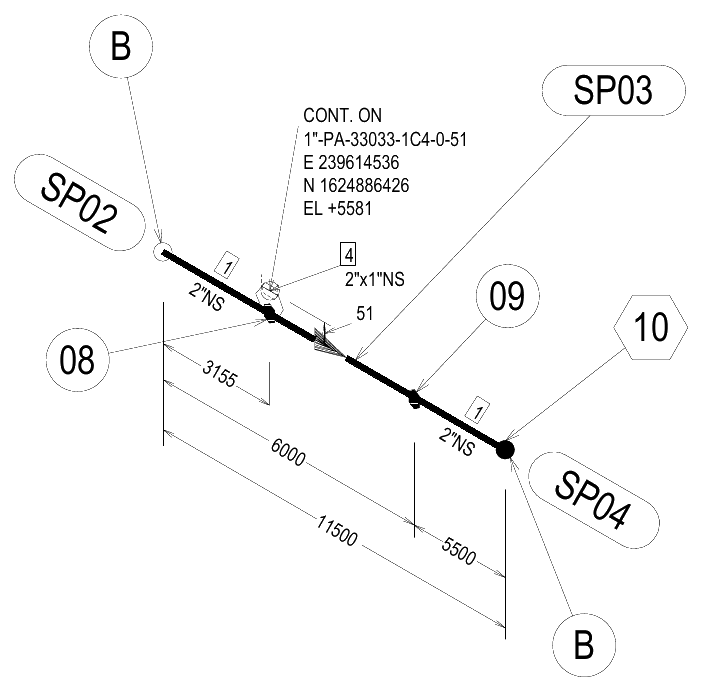 B
SP03
CONT. ON
1"-PA-33033-1C4-0-51
E 239614536
N 1624886426
EL +5581
SP02
4
1
2"x1"NS
2"NS
51
09
10
08
3155
1
2"NS
6000
SP04
11500
5500
B